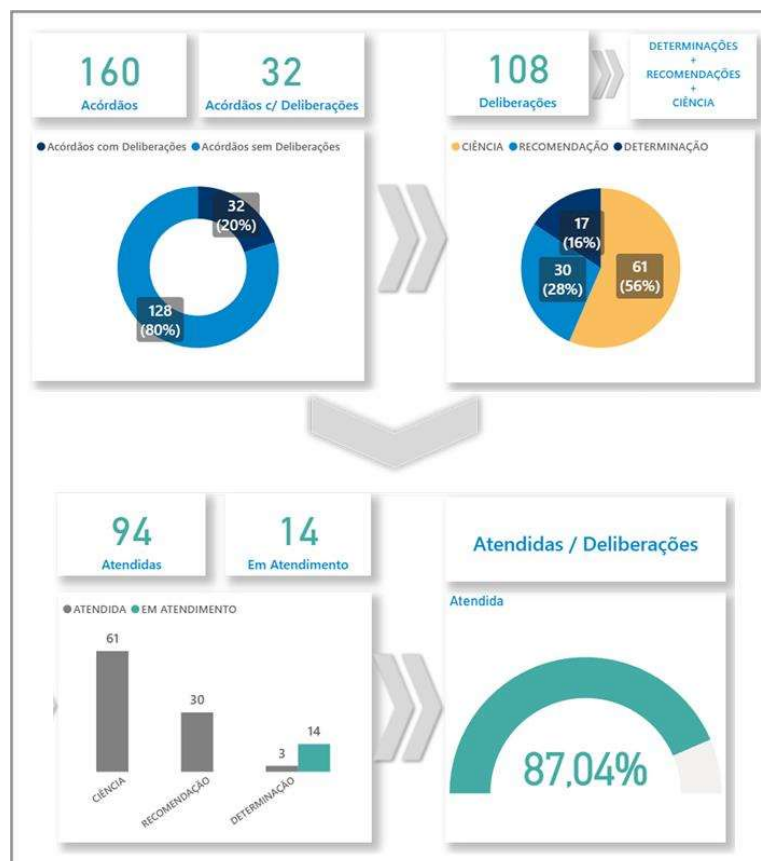 160
Acórdãos
32
Acórdãos c/ Deliberações
108
Deliberações
DETERMINAÇÕES
+
RECOMENDAÇÕES
+
CIÊNCIA
Acórdãos com Deliberações Acórdãos sem Deliberações
32
(20%)
128
(80%)
CIÊNCIA RECOMENDAÇÃO DETERMINAÇÃO
17
(16%)
30
(28%)
61
(56%)
94
Atendidas
14
Em Atendimento
Atendidas / Deliberações
ATENDIDA EM ATENDIMENTO
61
30
3
14
CIÊNCIA
RECOMENDAÇÃO
DETERMINAÇÃO
Atendida
87,04%